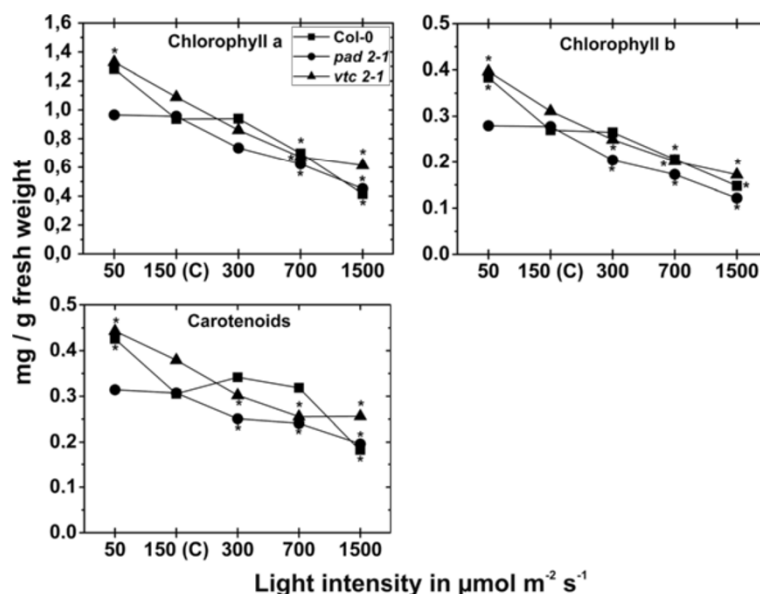 Chlorophyll a
Col-0
pad 2-1
vtc 2-1
1,6
1,4
1,2
1,0
0,8
0,6
0,4
0,2
0,0
50 150 (C) 300 700 1500
Chlorophyll b
0.5
0.4
0.3
0.2
0.1
0.0
50 150 (C) 300 700 1500
Carotenoids
0.5
0.4
0.3
0.2
0.1
0.0
50 150 (C) 300 700 1500
mg / g fresh weight
Light intensity in µmol m⁻² s⁻¹